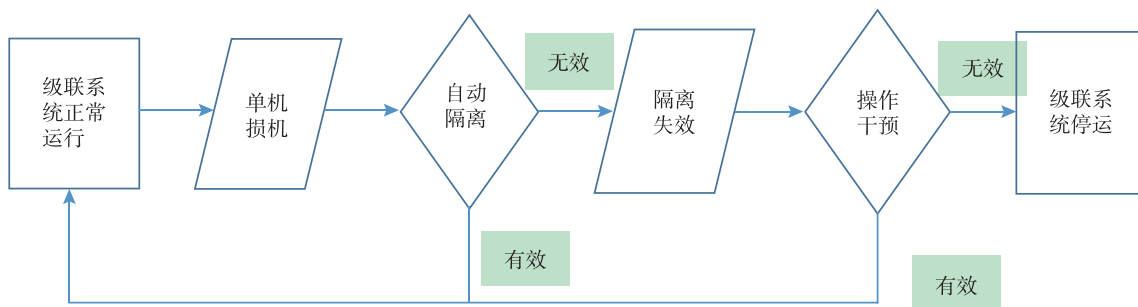 级联系
统正常
运行
单机
损机
自动
隔离
无效
隔离
失效
操作
干预
无效
级联系
统停运
有效
有效